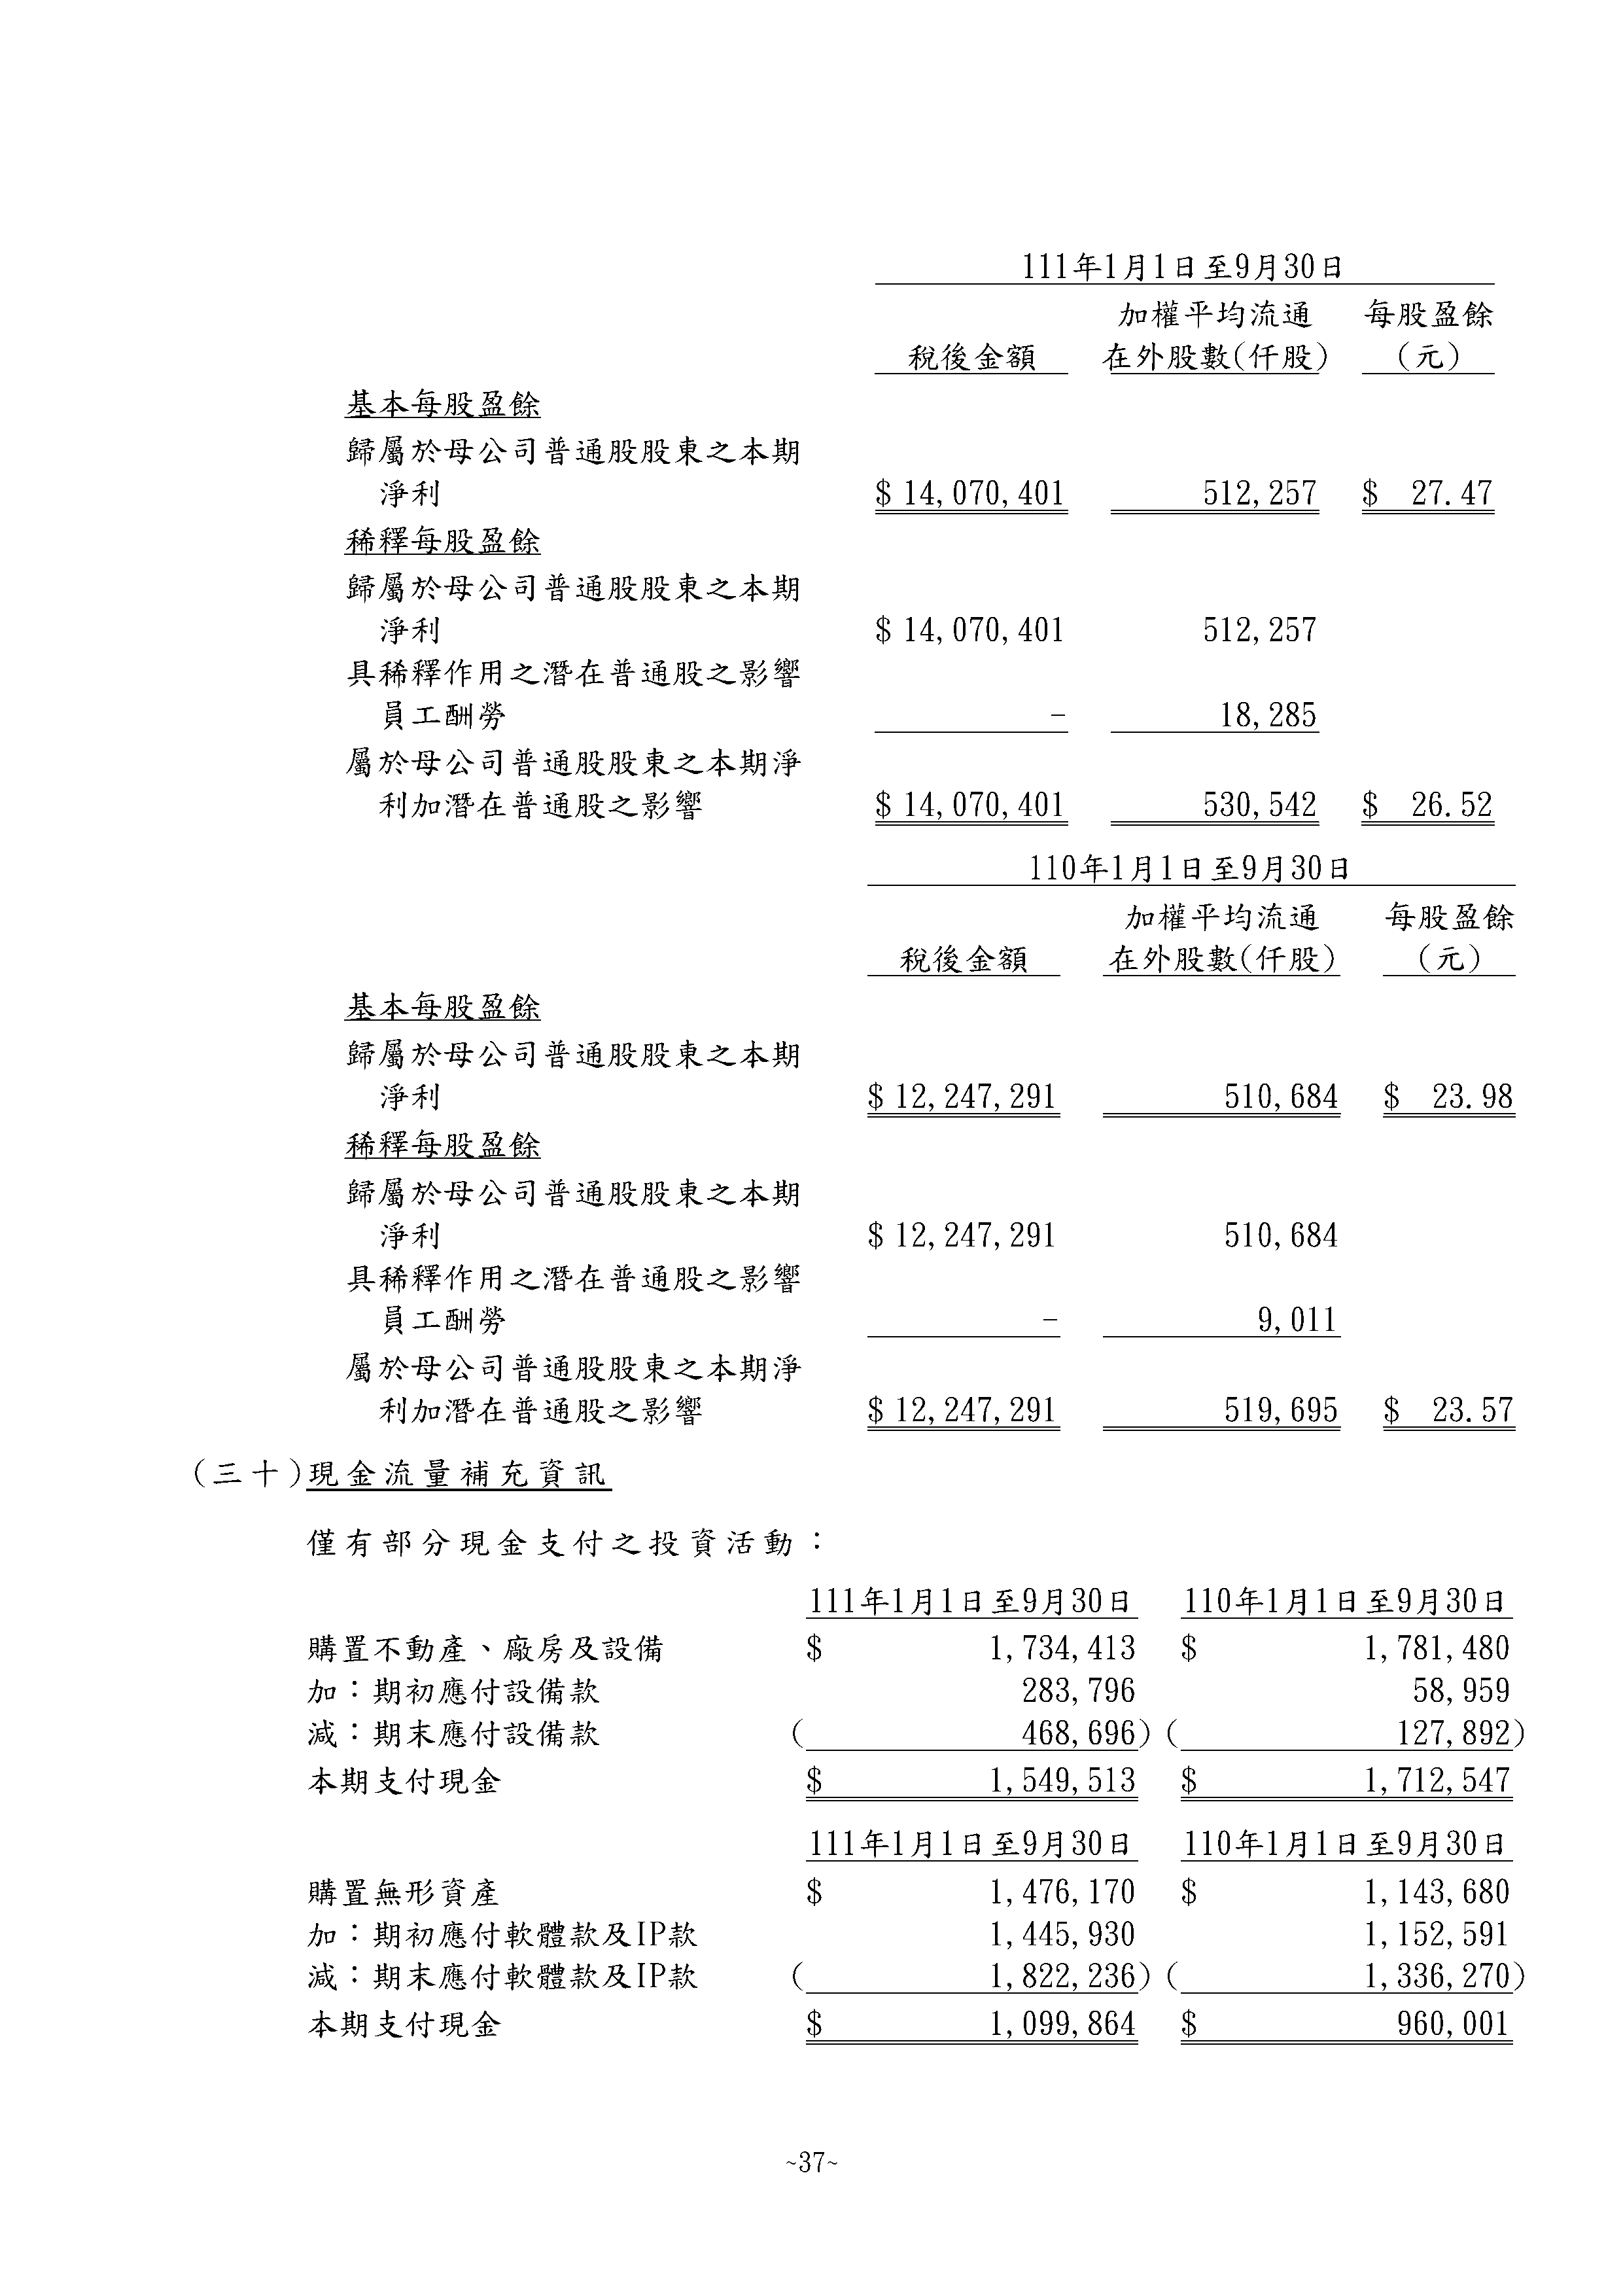 111年1月1日至9月30日
加權平均流通 每股盈餘
稅後金額 在外股數(仟股) (元)
基本每股盈餘
歸屬於母公司普通股股東之本期
淨利 $ 14,070,401 512,257 $ 27.47
稀釋每股盈餘
歸屬於母公司普通股股東之本期
淨利 $ 14,070,401 512,257
具稀釋作用之潛在普通股之影響
員工酬勞 - 18,285
屬於母公司普通股股東之本期淨
利加潛在普通股之影響 $ 14,070,401 530,542 $ 26.52
110年1月1日至9月30日
加權平均流通 每股盈餘
稅後金額 在外股數(仟股) (元)
基本每股盈餘
歸屬於母公司普通股股東之本期
淨利 $ 12,247,291 510,684 $ 23.98
稀釋每股盈餘
歸屬於母公司普通股股東之本期
淨利 $ 12,247,291 510,684
具稀釋作用之潛在普通股之影響
員工酬勞 - 9,011
屬於母公司普通股股東之本期淨
利加潛在普通股之影響 $ 12,247,291 519,695 $ 23.57
(三十)現金流量補充資訊
僅有部分現金支付之投資活動：
111年1月1日至9月30日 110年1月1日至9月30日
購置不動產、廠房及設備 $ 1,734,413 $ 1,781,480
加：期初應付設備款 283,796 58,959
減：期末應付設備款 ( 468,696) ( 127,892)
本期支付現金 $ 1,549,513 $ 1,712,547
111年1月1日至9月30日 110年1月1日至9月30日
購置無形資產 $ 1,476,170 $ 1,143,680
加：期初應付軟體款及IP款 1,445,930 1,152,591
減：期末應付軟體款及IP款 ( 1,822,236) ( 1,336,270)
本期支付現金 $ 1,099,864 $ 960,001
~37~